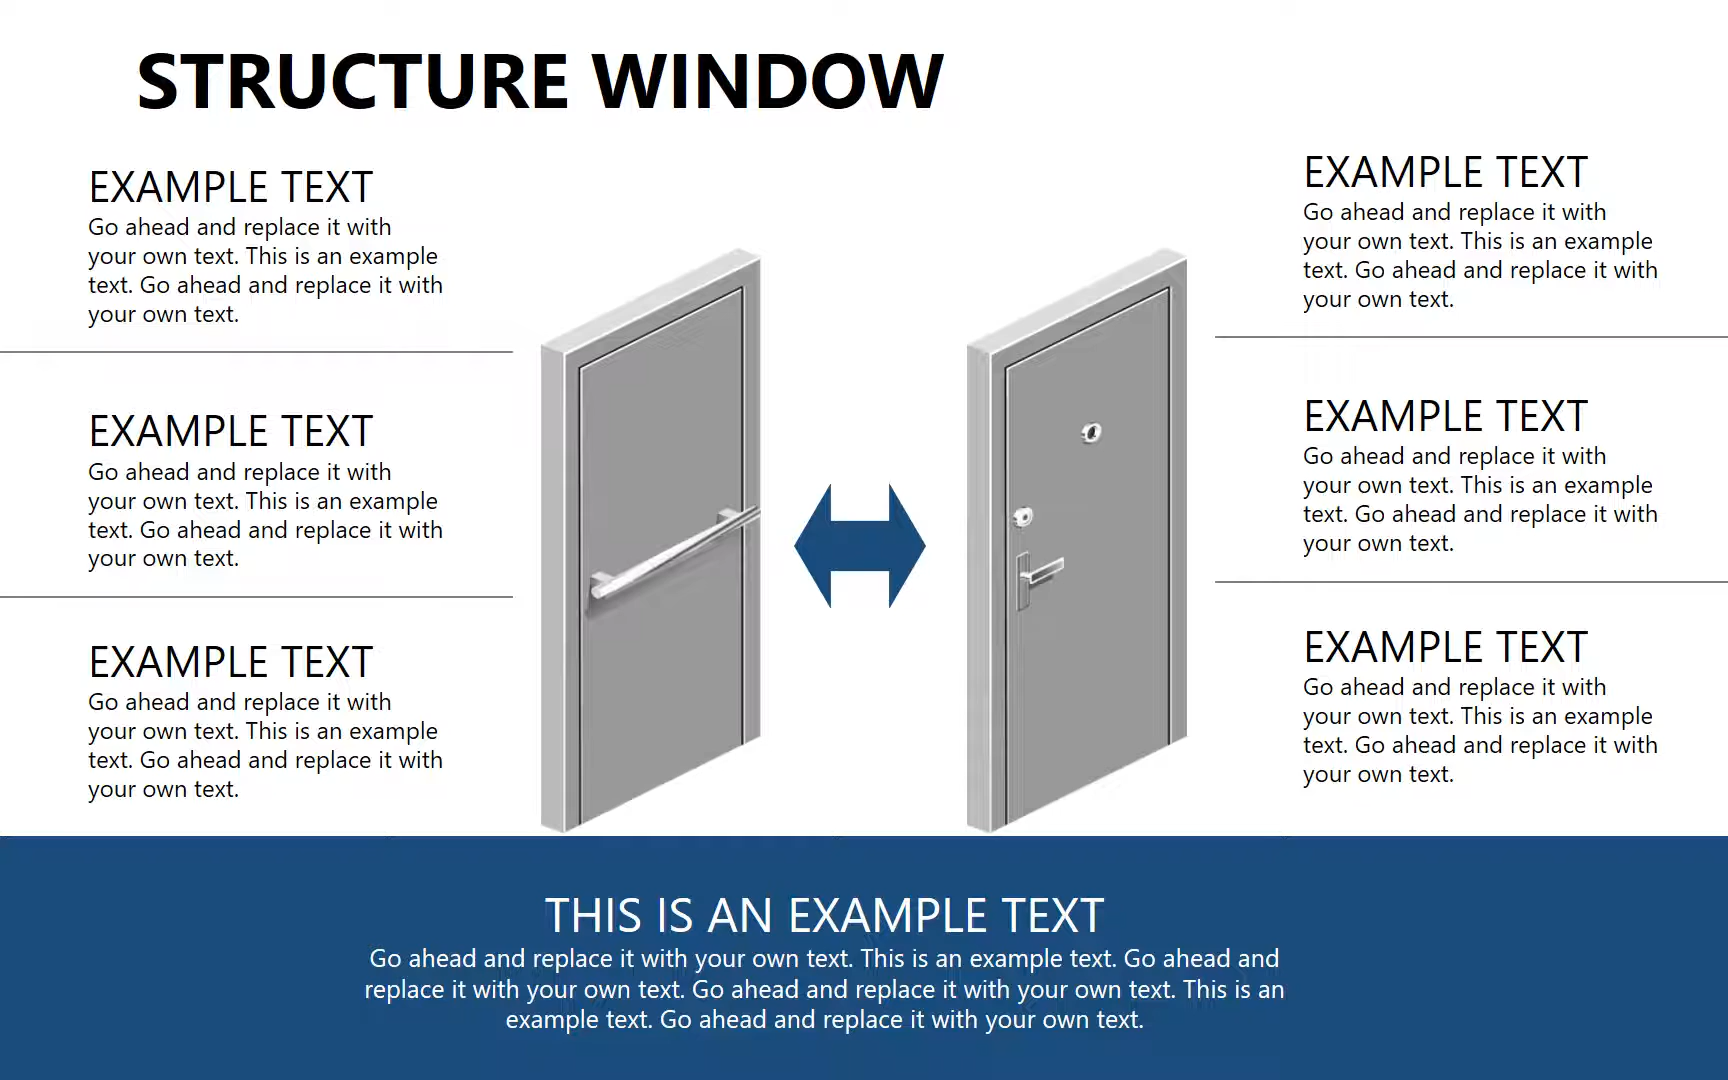 STRUCTURE WINDOW
EXAMPLE TEXT
Go ahead and replace it with
your own text. This is an example
text. Go ahead and replace it with
your own text.
EXAMPLE TEXT
Go ahead and replace it with
your own text. This is an example
text. Go ahead and replace it with
your own text.
EXAMPLE TEXT
Go ahead and replace it with
your own text. This is an example
text. Go ahead and replace it with
your own text.
EXAMPLE TEXT
Go ahead and replace it with
your own text. This is an example
text. Go ahead and replace it with
your own text.
EXAMPLE TEXT
Go ahead and replace it with
your own text. This is an example
text. Go ahead and replace it with
your own text.
EXAMPLE TEXT
Go ahead and replace it with
your own text. This is an example
text. Go ahead and replace it with
your own text.
THIS IS AN EXAMPLE TEXT
Go ahead and replace it with your own text. This is an example text. Go ahead and
replace it with your own text. Go ahead and replace it with your own text. This is an
example text. Go ahead and replace it with your own text.